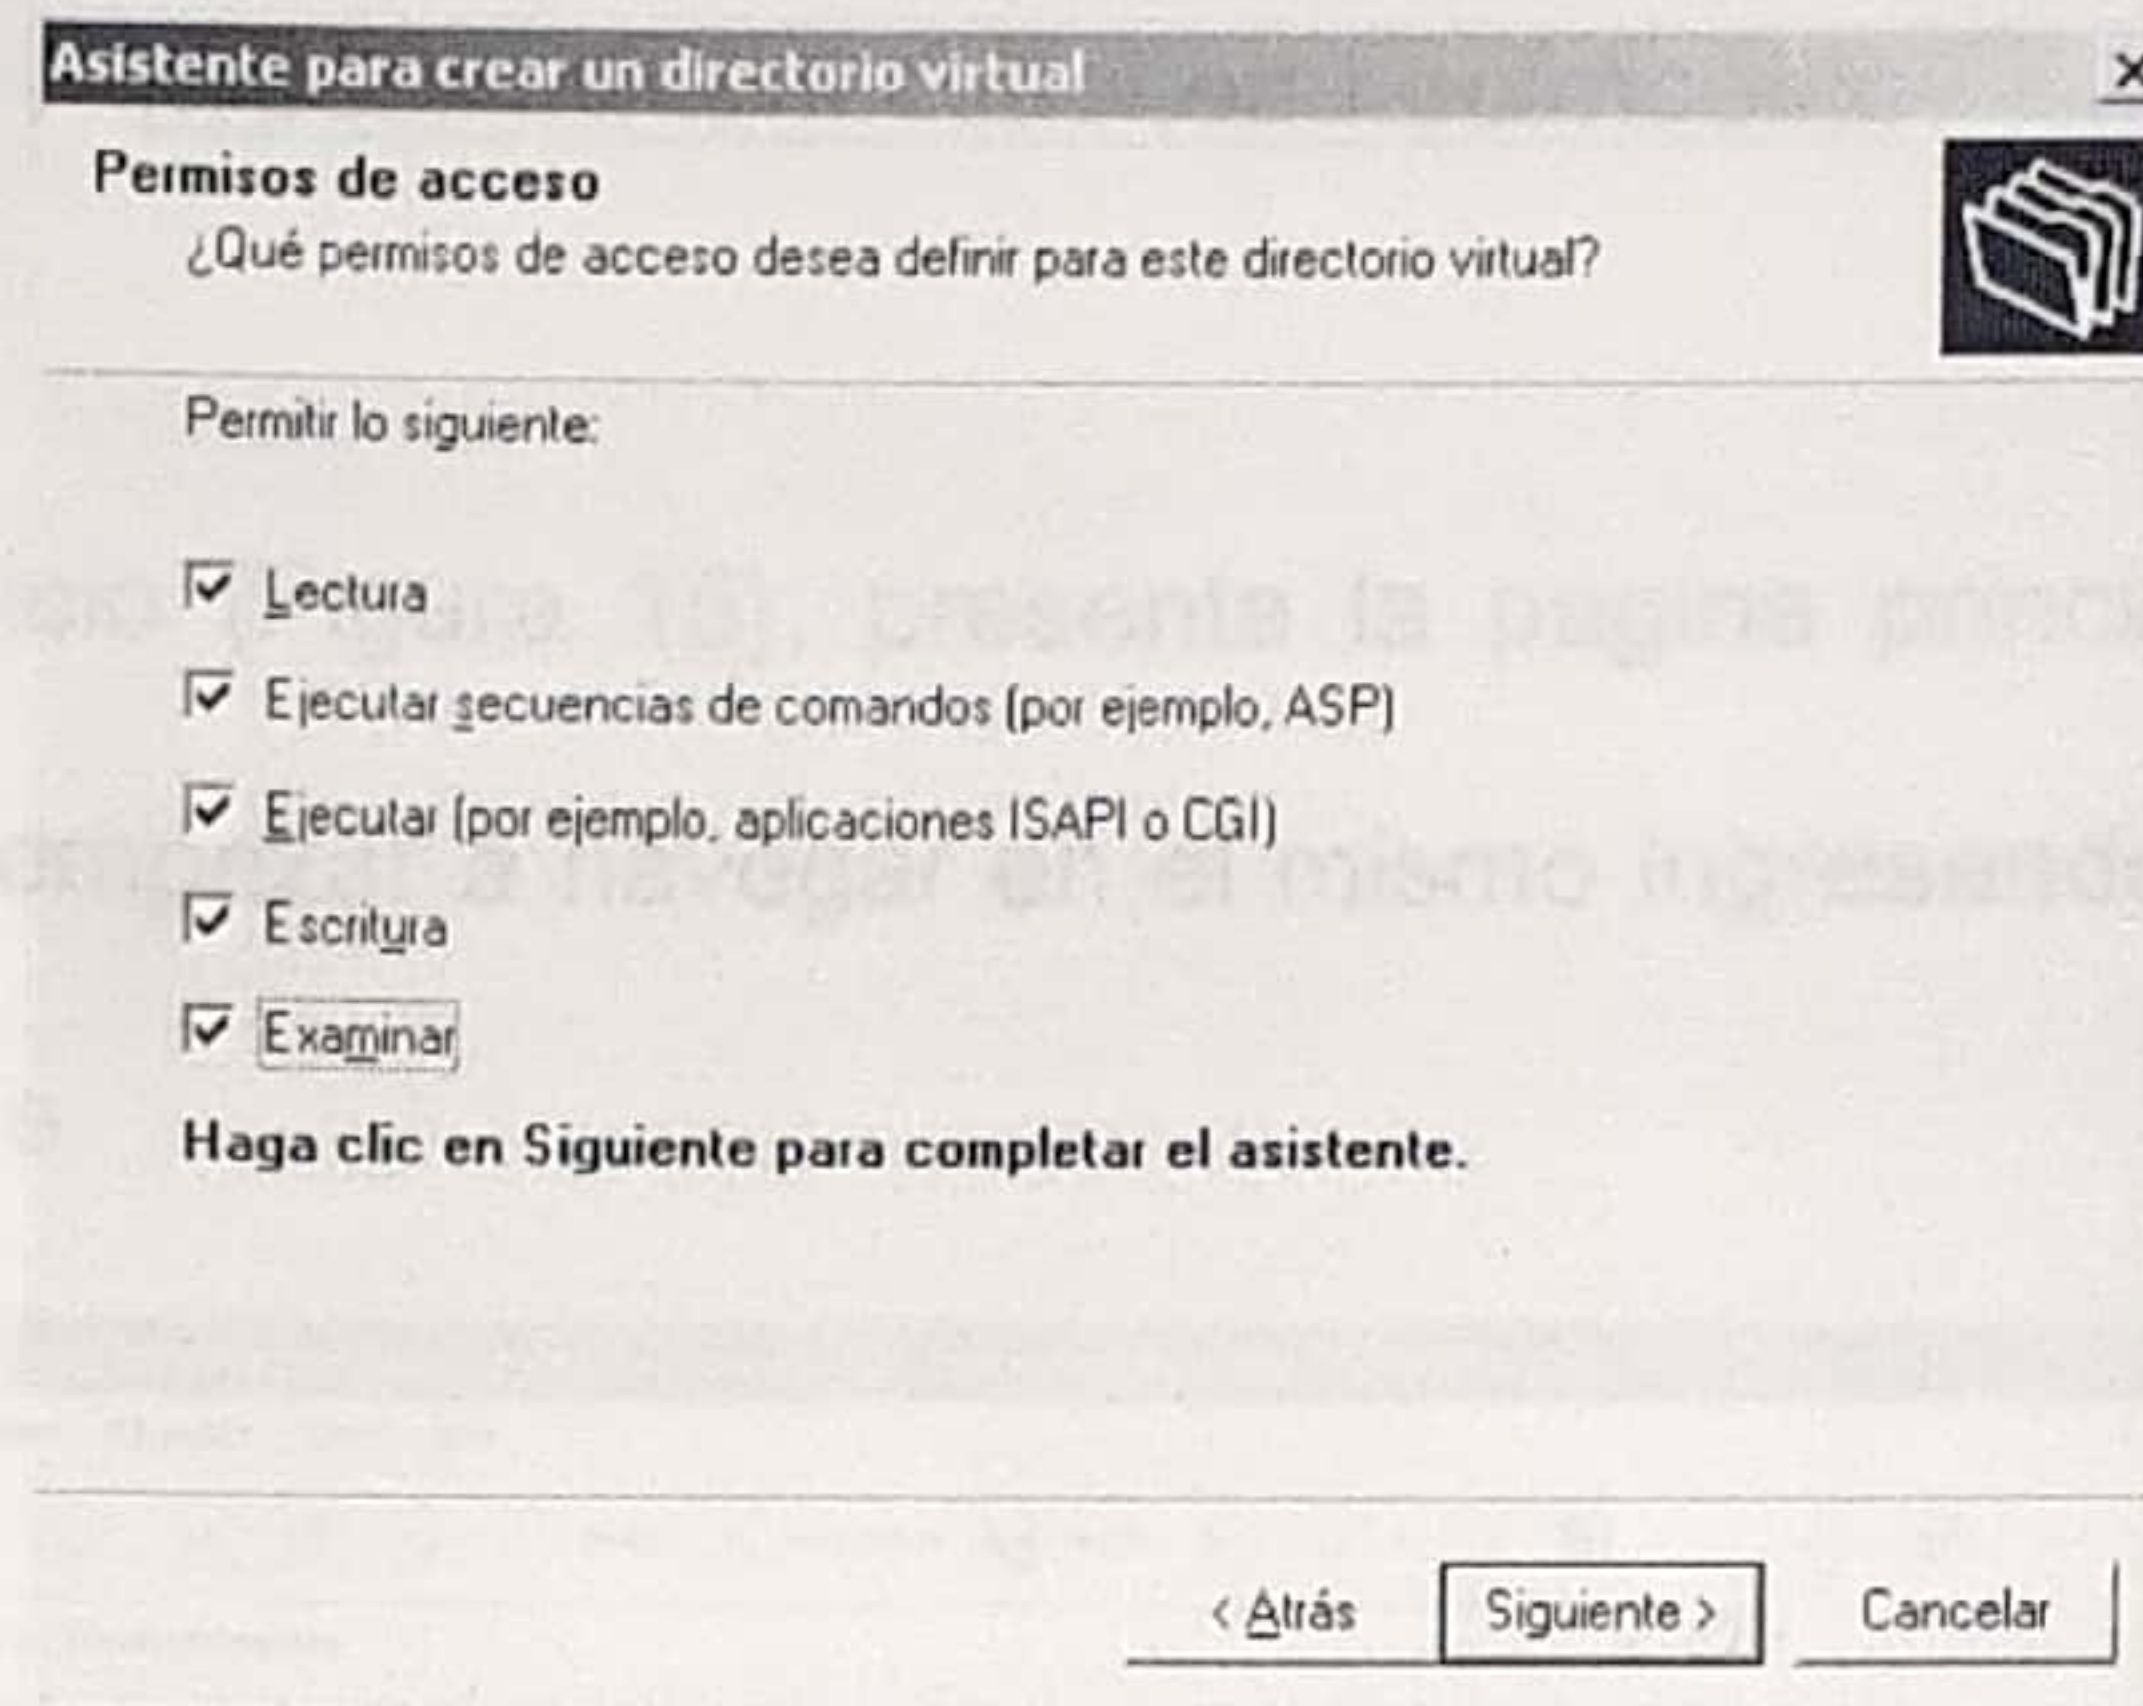 Asistente para crear un directorio virtual
Permisos de acceso
¿Qué permisos de acceso desea definir para este directorio virtual?
Permitir lo siguiente:
Lectura
Ejecutar secuencias de comandos (por ejemplo, ASP)
Ejecutar (por ejemplo, aplicaciones ISAPI o CGI)
Escritura
Examinar
Haga clic en Siguiente para completar el asistente.
< Atrás Siguiente > Cancelar